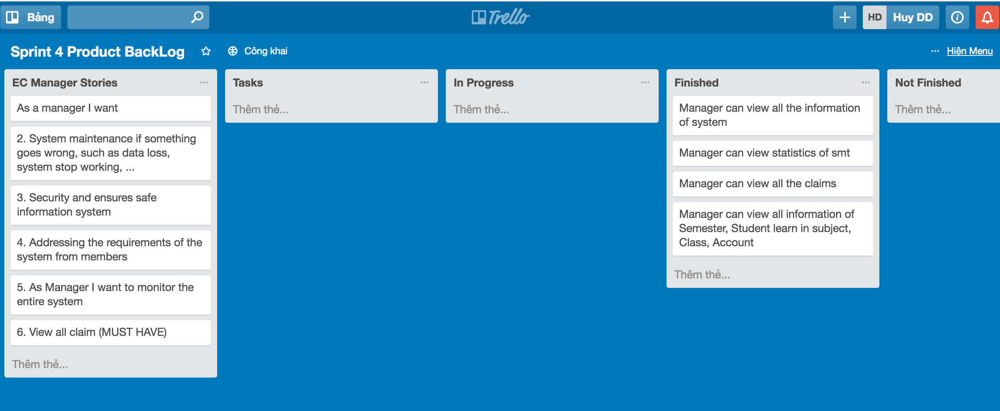 Bảng
Trello
HD
Huy DD
Sprint 4 Product BackLog
Công khai
... Hiện Menu
EC Manager Stories
As a manager I want
2. System maintenance if something
goes wrong, such as data loss,
system stop working, ...
3. Security and ensures safe
information system
4. Addressing the requirements of the
system from members
5. As Manager I want to monitor the
entire system
6. View all claim (MUST HAVE)
Thêm thẻ...
Tasks
Thêm thẻ...
In Progress
Thêm thẻ...
Finished
Manager can view all the information
of system
Manager can view statistics of smt
Manager can view all the claims
Manager can view all information of
Semester, Student learn in subject,
Class, Account
Thêm thẻ...
Not Finished
Thêm thẻ...